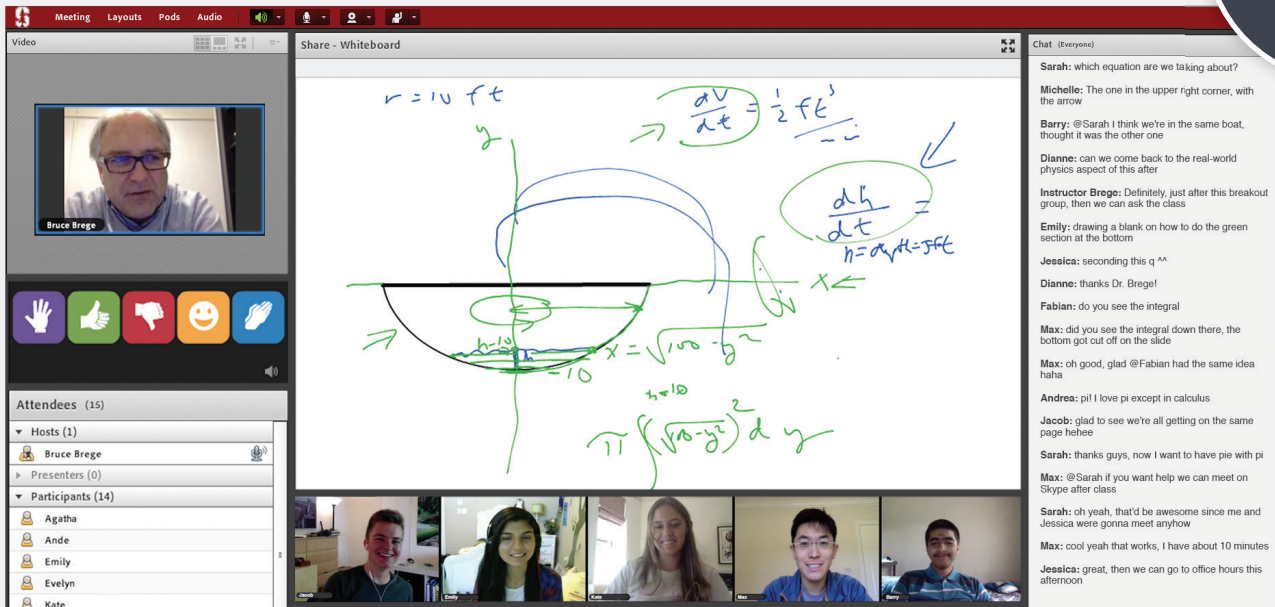 Meeting Layouts Pods Audio
Video
Bruce Brege
Attendees (15)
Hosts (1)
Bruce Brege
Presenters (0)
Participants (14)
Agatha
Ande
Emily
Evelyn
Kate
Share - Whiteboard
r = 10 ft
dV/dt = 1/2 ft³
y
dh/dt =
h = depth = 5ft
x
h-10
h
-10
x = √100 - y²
h-10
π ∫(√100-y²)² dy
Jacob
Emily
Kate
Max
Barry
Chat (Everyone)
Sarah: which equation are we taking about?
Michelle: The one in the upper right corner, with
the arrow
Barry: @Sarah I think we're in the same boat,
thought it was the other one
Dianne: can we come back to the real-world
physics aspect of this after
Instructor Brege: Definitely, just after this breakout
group, then we can ask the class
Emily: drawing a blank on how to do the green
section at the bottom
Jessica: seconding this q ^^
Dianne: thanks Dr. Brege!
Fabian: do you see the integral
Max: did you see the integral down there, the
bottom got cut off on the slide
Max: oh good, glad @Fabian had the same idea
haha
Andrea: pi! I love pi except in calculus
Jacob: glad to see we're all getting on the same
page hehee
Sarah: thanks guys, now I want to have pie with pi
Max: @Sarah if you want help we can meet on
Skype after class
Sarah: oh yeah, that'd be awesome since me and
Jessica were gonna meet anyhow
Max: cool yeah that works, I have about 10 minutes
Jessica: great, then we can go to office hours this
afternoon